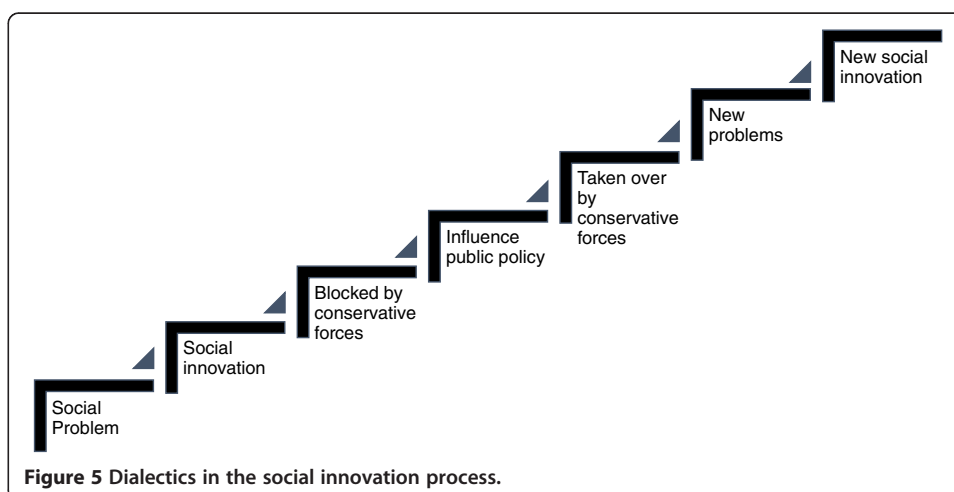 New social
innovation
New
problems
Taken over
by
conservative
forces
Influence
public policy
Blocked by
conservative
forces
Social
innovation
Social
Problem
Figure 5 Dialectics in the social innovation process.